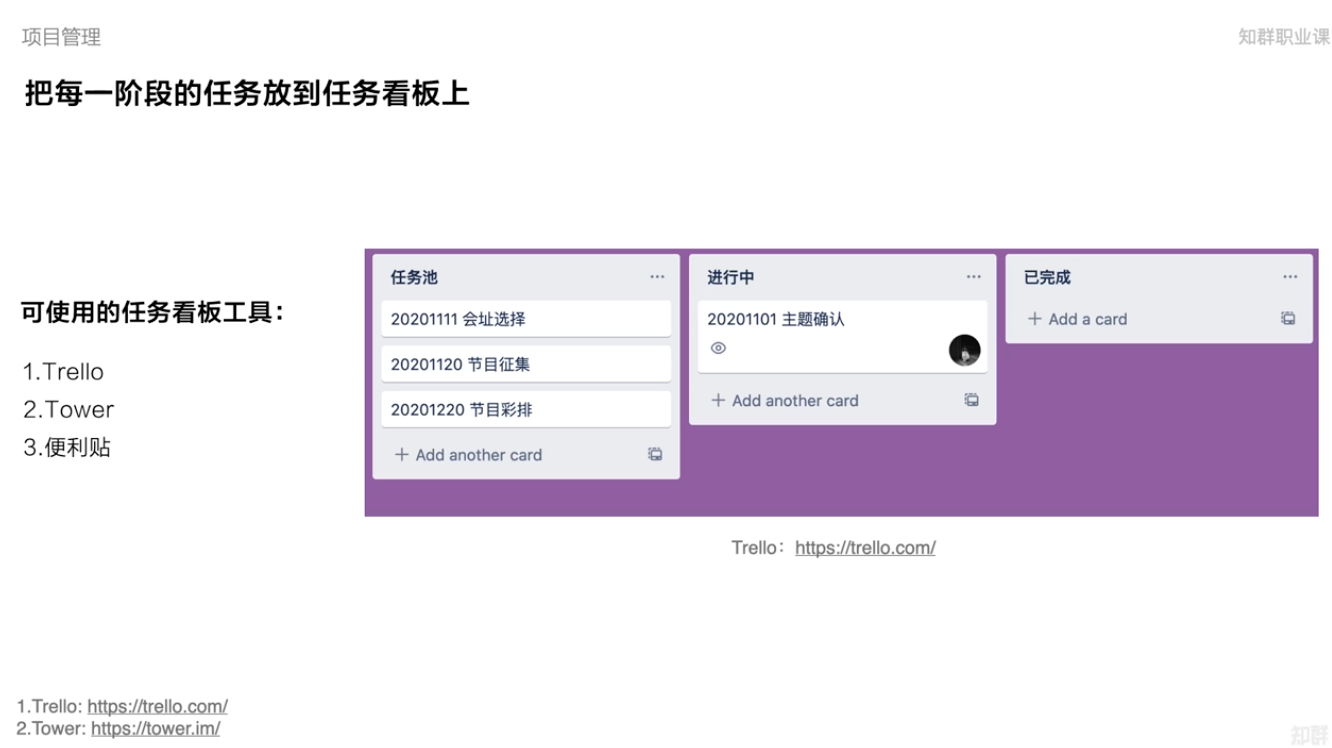 项目管理
知群职业课
把每一阶段的任务放到任务看板上
可使用的任务看板工具：
1.Trello
2.Tower
3.便利贴
任务池
20201111 会址选择
20201120 节目征集
20201220 节目彩排
+ Add another card
进行中
20201101 主题确认
+ Add another card
已完成
+ Add a card
Trello：https://trello.com/
1.Trello: https://trello.com/
2.Tower: https://tower.im/
知群